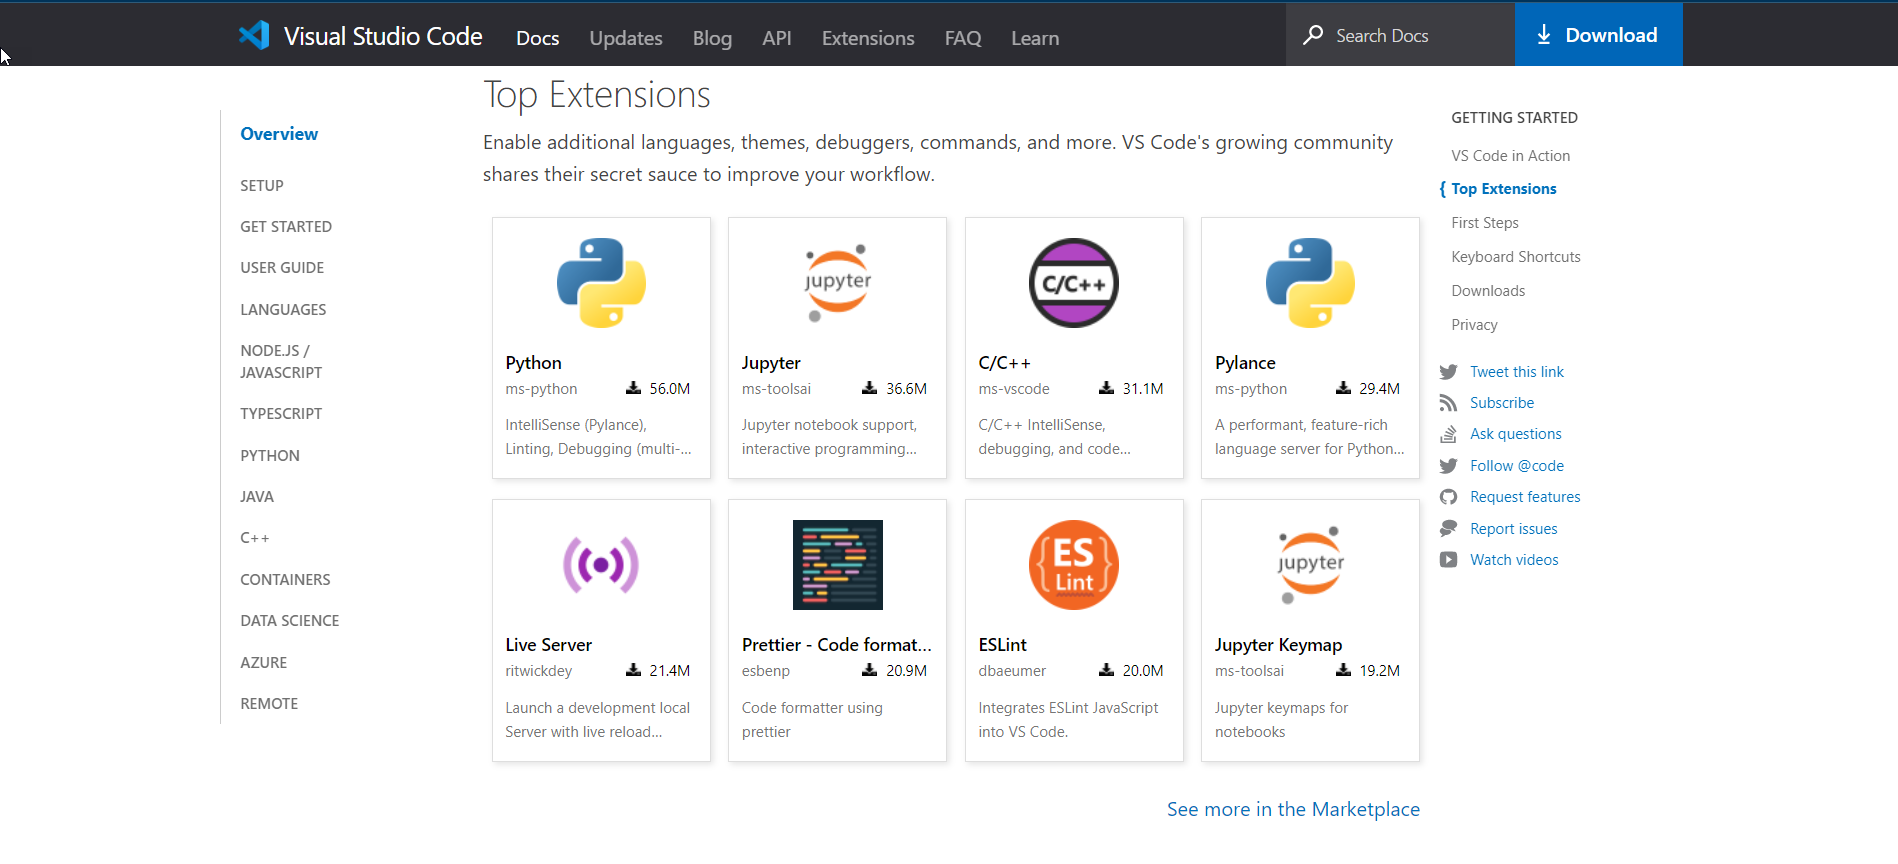 Visual Studio Code Docs Updates Blog API Extensions FAQ Learn Search Docs Download
Overview
SETUP
GET STARTED
USER GUIDE
LANGUAGES
NODE.JS /
JAVASCRIPT
TYPESCRIPT
PYTHON
JAVA
C++
CONTAINERS
DATA SCIENCE
AZURE
REMOTE
Top Extensions
Enable additional languages, themes, debuggers, commands, and more. VS Code's growing community
shares their secret sauce to improve your workflow.
Python
ms-python 56.0M
IntelliSense (Pylance),
Linting, Debugging (multi-...
jupyter
Jupyter
ms-toolsai 36.6M
Jupyter notebook support,
interactive programming...
C/C++
C/C++
ms-vscode 31.1M
C/C++ IntelliSense,
debugging, and code...
Pylance
ms-python 29.4M
A performant, feature-rich
language server for Python...
Live Server
ritwickdey 21.4M
Launch a development local
Server with live reload...
Prettier - Code format...
esbenp 20.9M
Code formatter using
prettier
{ES}
Lint
ESLint
dbaeumer 20.0M
Integrates ESLint JavaScript
into VS Code.
jupyter
Jupyter Keymap
ms-toolsai 19.2M
Jupyter keymaps for
notebooks
See more in the Marketplace
GETTING STARTED
VS Code in Action
{ Top Extensions
First Steps
Keyboard Shortcuts
Downloads
Privacy
Tweet this link
Subscribe
Ask questions
Follow @code
Request features
Report issues
Watch videos